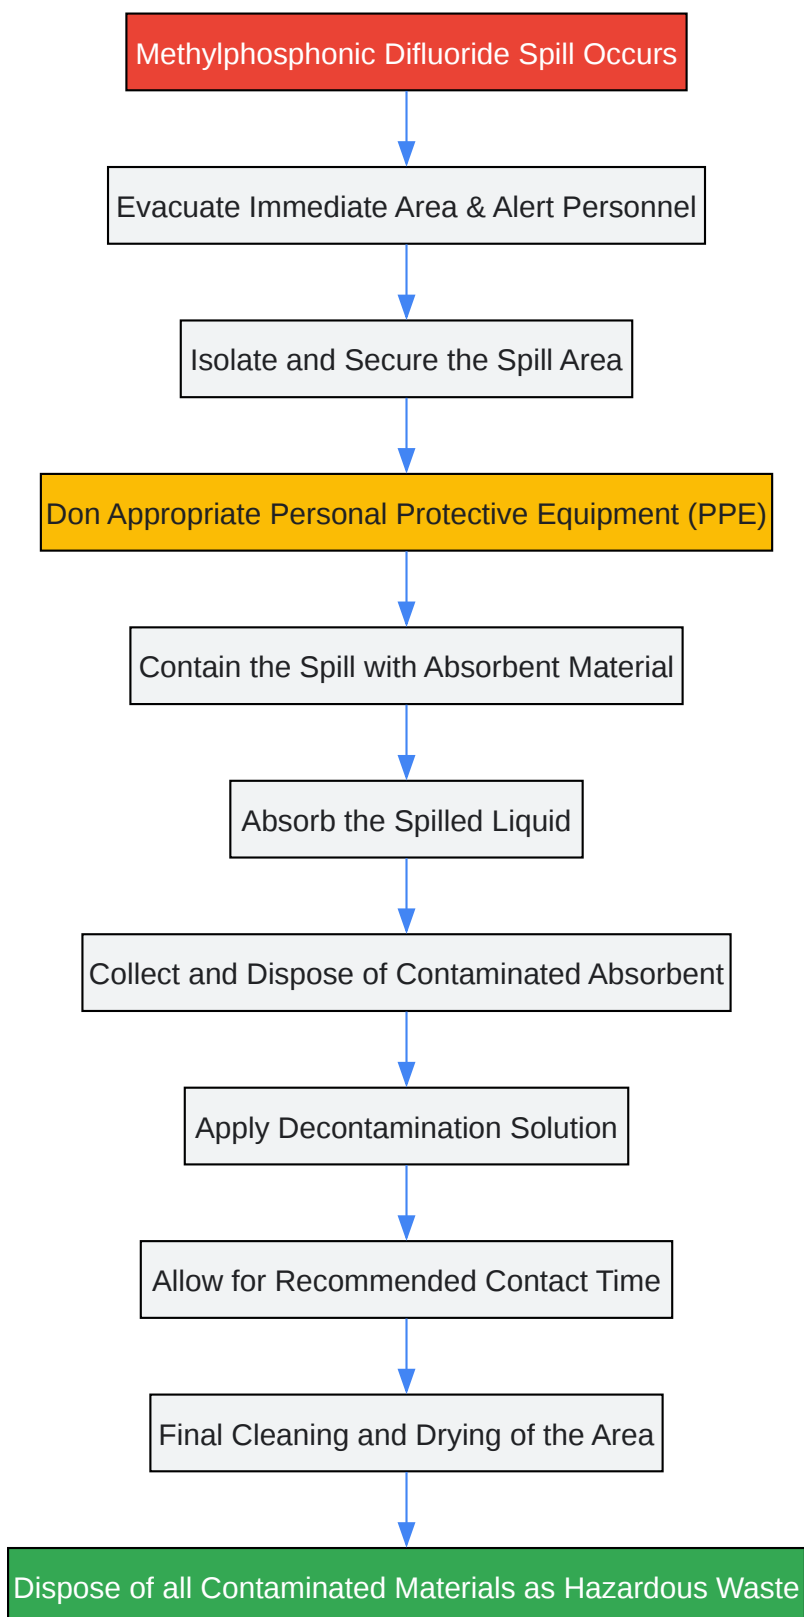 Methylphosphonic Difluoride Spill Occurs
Evacuate Immediate Area & Alert Personnel
Isolate and Secure the Spill Area
Don Appropriate Personal Protective Equipment (PPE)
Contain the Spill with Absorbent Material
Absorb the Spilled Liquid
Collect and Dispose of Contaminated Absorbent
Apply Decontamination Solution
Allow for Recommended Contact Time
Final Cleaning and Drying of the Area
Dispose of all Contaminated Materials as Hazardous Waste